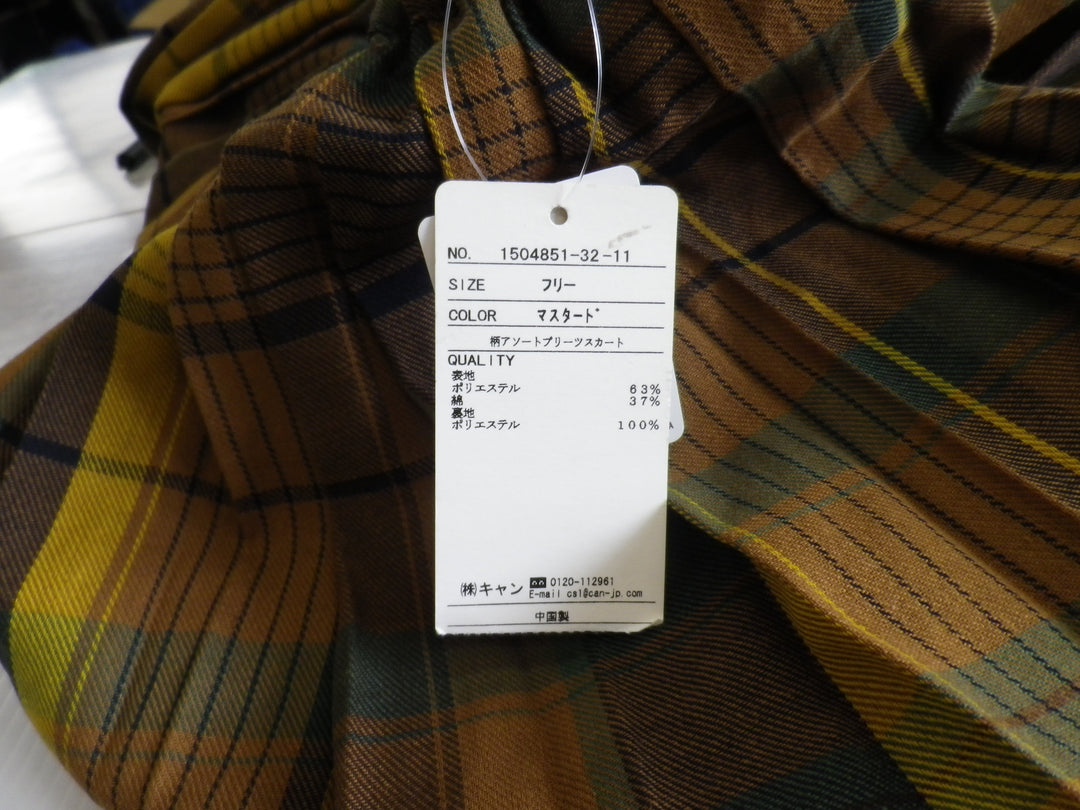 NO. 1504851-32-11
SIZE フリー
COLOR マスタード
柄アソートプリーツスカート
QUALITY
表地
ポリエステル 63%
綿 37%
裏地
ポリエステル 100%
㈱キャン 0120-112961
E-mail cs1@can-jp.com
中国製